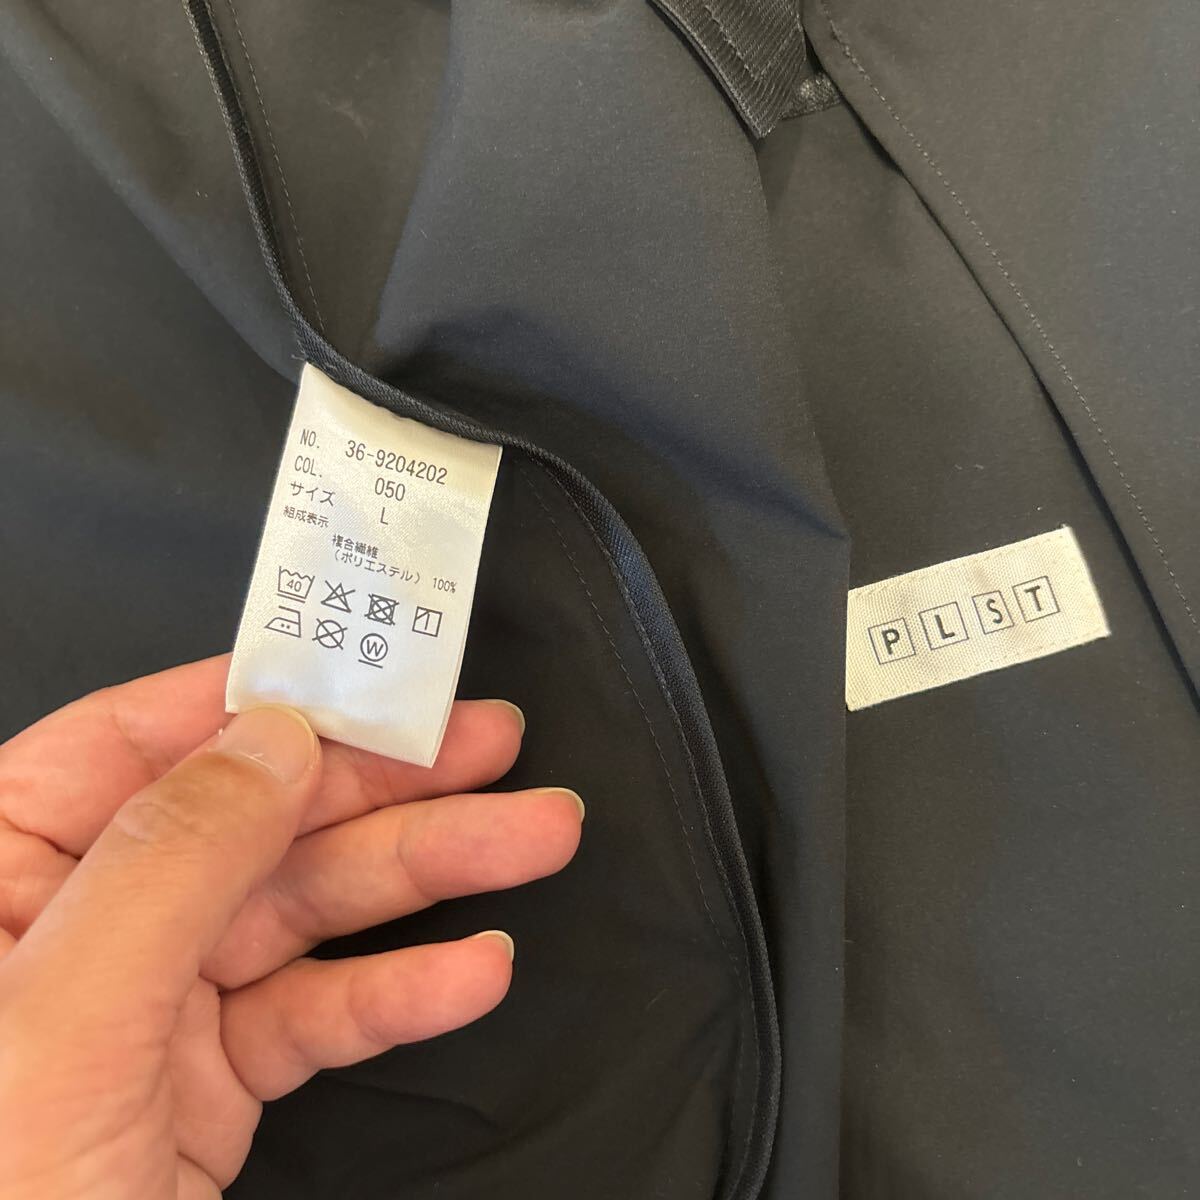 NO. 36-9204202
COL. 050
サイズ L
組成表示
複合繊維
(ポリエステル) 100%
40
W
PLST